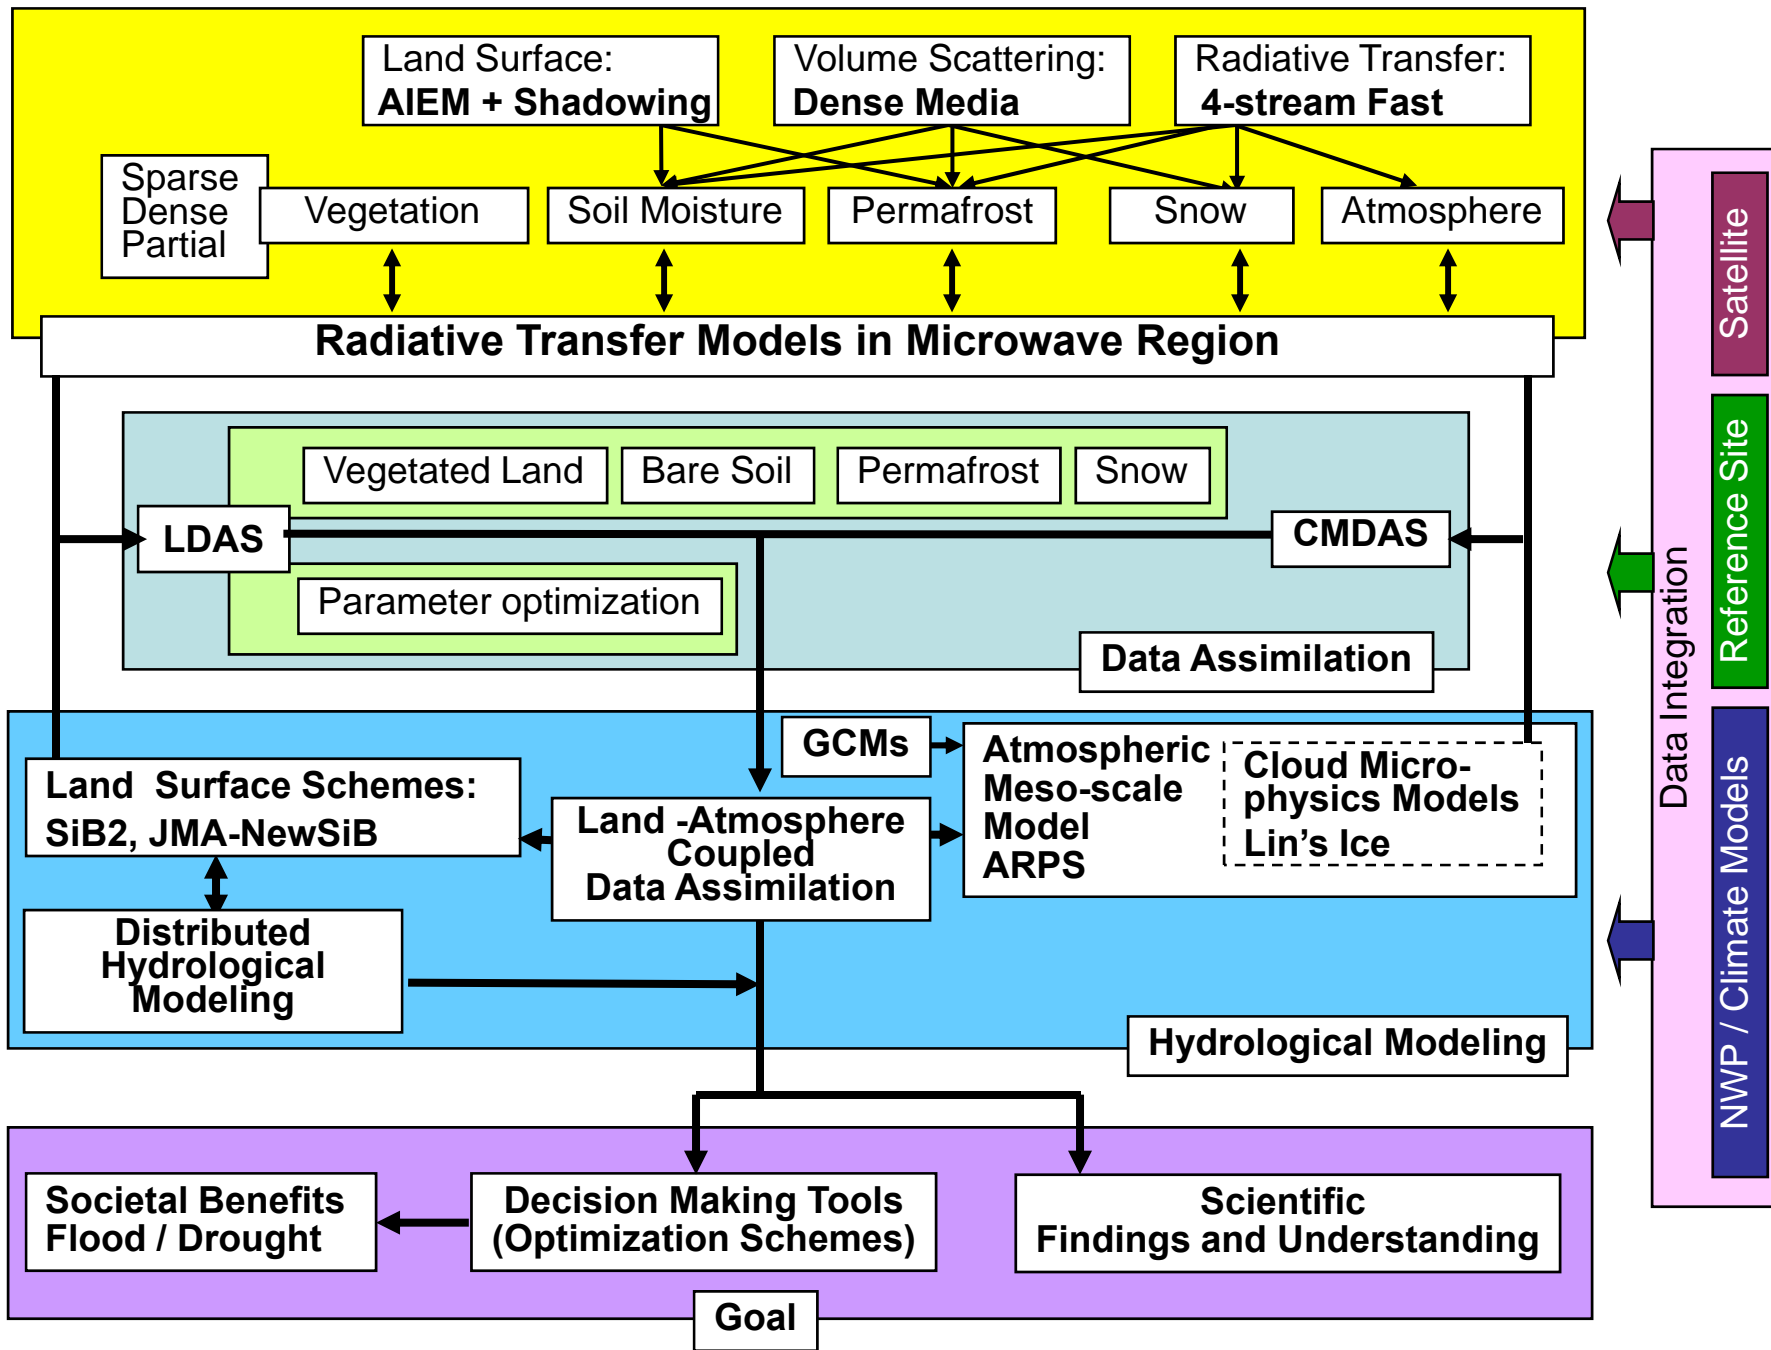 Land Surface:
AIEM + Shadowing
Volume Scattering:
Dense Media
Radiative Transfer:
4-stream Fast
Sparse
Dense
Partial
Vegetation
Soil Moisture
Permafrost
Snow
Atmosphere
Radiative Transfer Models in Microwave Region
Vegetated Land
Bare Soil
Permafrost
Snow
LDAS
CMDAS
Parameter optimization
Data Assimilation
GCMs
Atmospheric
Meso-scale
Model
ARPS
Cloud Micro-
physics Models
Lin's Ice
Land Surface Schemes:
SiB2, JMA-NewSiB
Land -Atmosphere
Coupled
Data Assimilation
Distributed
Hydrological
Modeling
Hydrological Modeling
Societal Benefits
Flood / Drought
Decision Making Tools
(Optimization Schemes)
Scientific
Findings and Understanding
Goal
Data Integration
Satellite
Reference Site
NWP / Climate Models